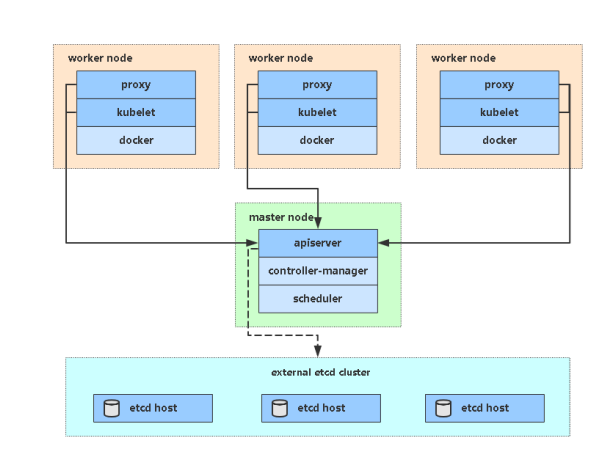 worker node
proxy
kubelet
docker
worker node
proxy
kubelet
docker
worker node
proxy
kubelet
docker
master node
apiserver
controller-manager
scheduler
external etcd cluster
etcd host
etcd host
etcd host